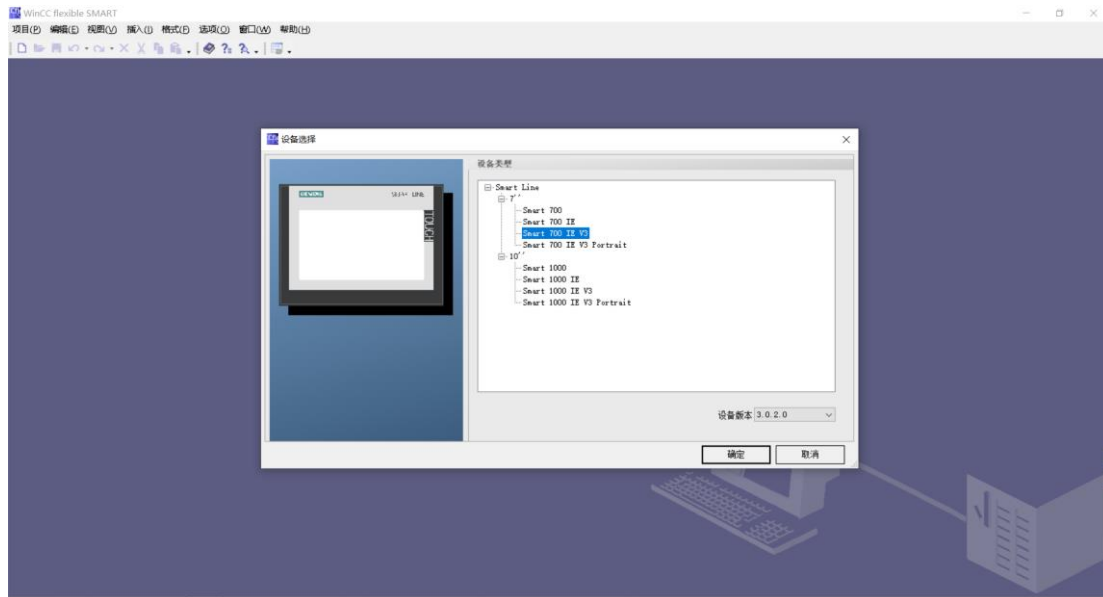 WinCC flexible SMART
项目(P) 编辑(E) 视图(V) 插入(I) 格式(F) 选项(O) 窗口(W) 帮助(H)
设备选择
设备类型
SIEMENS
LINE
TOUCH
Smart Line
7''
Smart 700
Smart 700 IE
Smart 700 IE V3
Smart 700 IE V3 Portrait
10''
Smart 1000
Smart 1000 IE
Smart 1000 IE V3
Smart 1000 IE V3 Portrait
设备版本 3.0.2.0
确定 取消